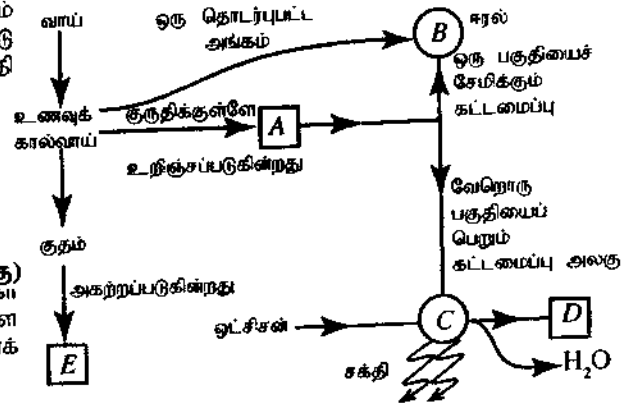 ம்
டு
தி
வாய்
ஒரு தொடர்புபட்ட
அங்கம்
B
ஈரல்
ஒரு பகுதியைச்
சேமிக்கும்
கட்டமைப்பு
உணவுக்
கால்வாய்
குருதிக்குள்ளே
உறிஞ்சப்படுகின்றது
A
வேறொரு
பகுதியைப்
பெறும்
கட்டமைப்பு அலகு
குதம்
து)
கா
ள
க்
அகற்றப்படுகின்றது
E
ஒட்சிசன்
C
D
H₂O
சக்தி